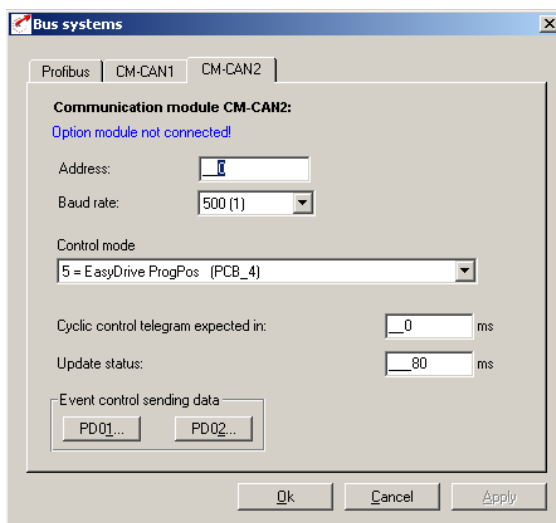 Bus systems
Profibus CM-CAN1 CM-CAN2
Communication module CM-CAN2:
Option module not connected!
Address: __0
Baud rate: 500 (1)
Control mode
5 = EasyDrive ProgPos (PCB_4)
Cyclic control telegram expected in: __0 ms
Update status: ___80 ms
Event control sending data
PD01... PD02...
Ok Cancel Apply